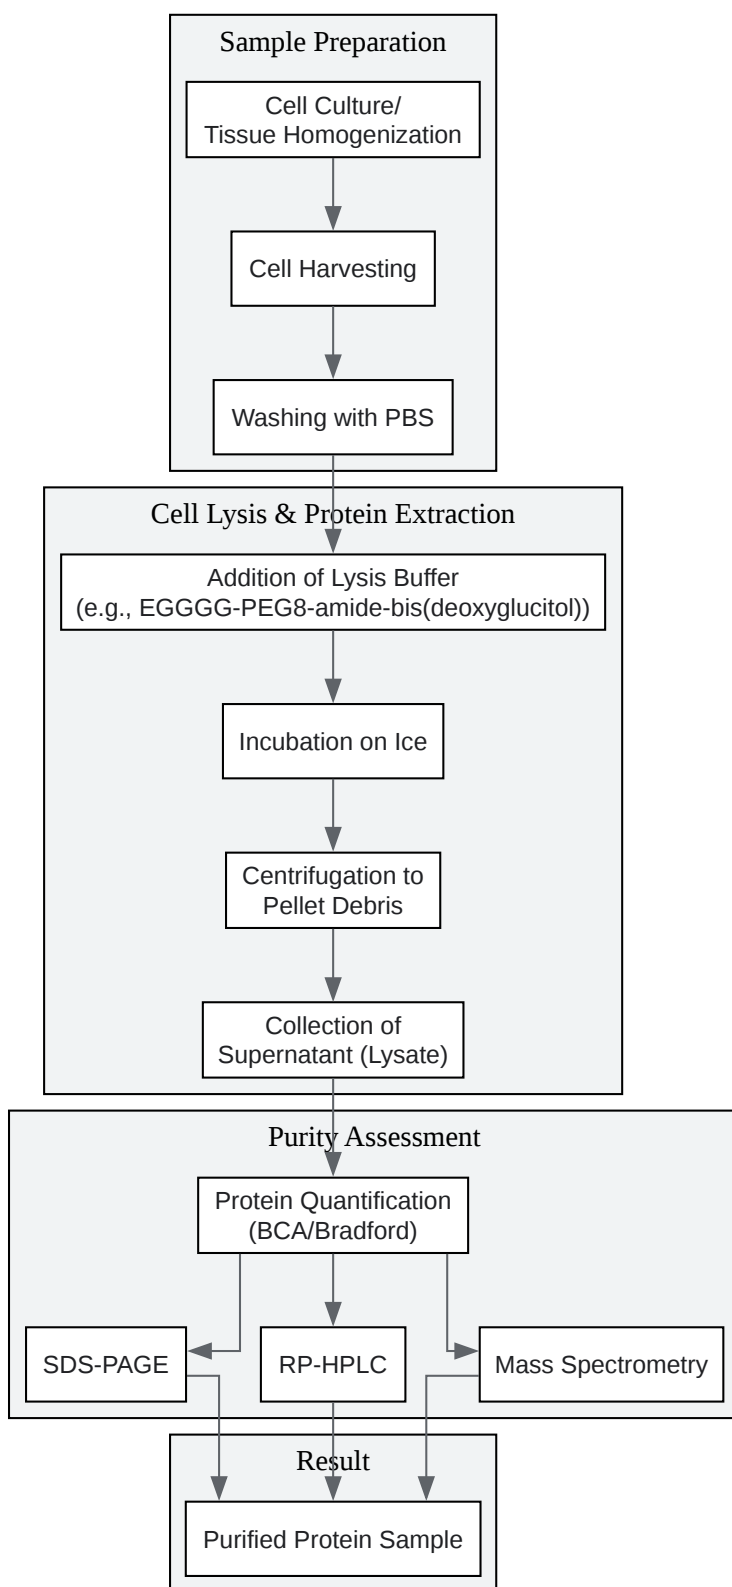 Sample Preparation
Cell Culture/
Tissue Homogenization
Cell Harvesting
Washing with PBS
Cell Lysis & Protein Extraction
Addition of Lysis Buffer
(e.g., EGGGG-PEG8-amide-bis(deoxyglucitol))
Incubation on Ice
Centrifugation to
Pellet Debris
Collection of
Supernatant (Lysate)
Purity Assessment
Protein Quantification
(BCA/Bradford)
SDS-PAGE
RP-HPLC
Mass Spectrometry
Result
Purified Protein Sample